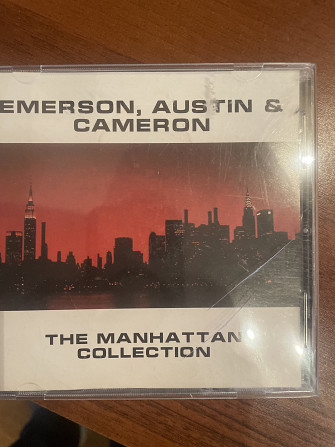 EMERSON, AUSTIN &
CAMERON
THE MANHATTAN
COLLECTION